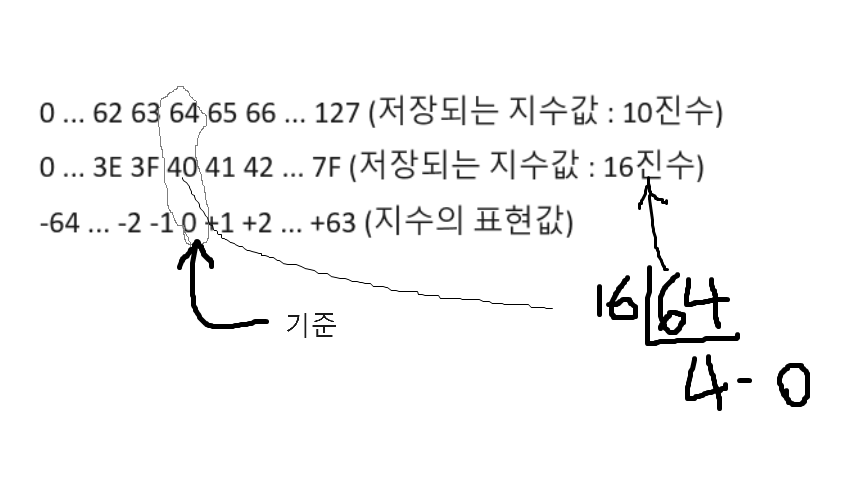 0 ... 62 63 64 65 66 ... 127 (저장되는 지수값 : 10진수)
0 ... 3E 3F 40 41 42 ... 7F (저장되는 지수값 : 16진수)
-64 ... -2 -1 0 +1 +2 ... +63 (지수의 표현값)
기준
16 64
4 - 0